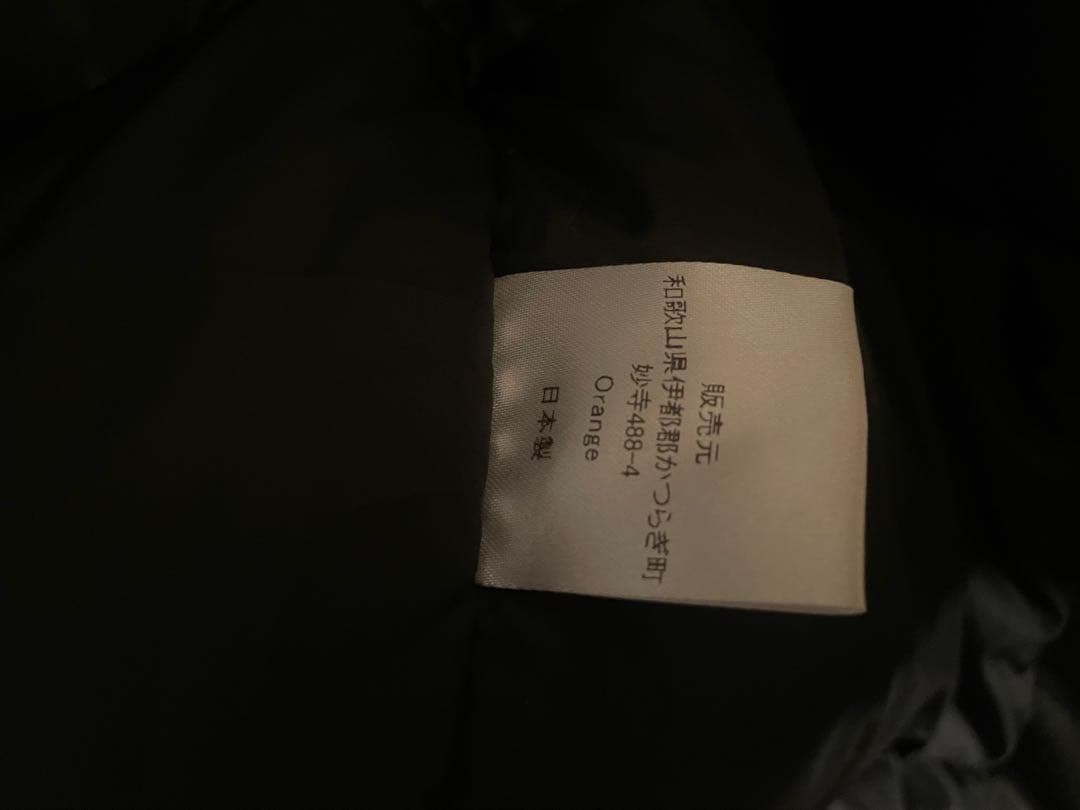 販売元
和歌山県伊都郡かつらぎ町
妙寺488-4
Orange
日本製